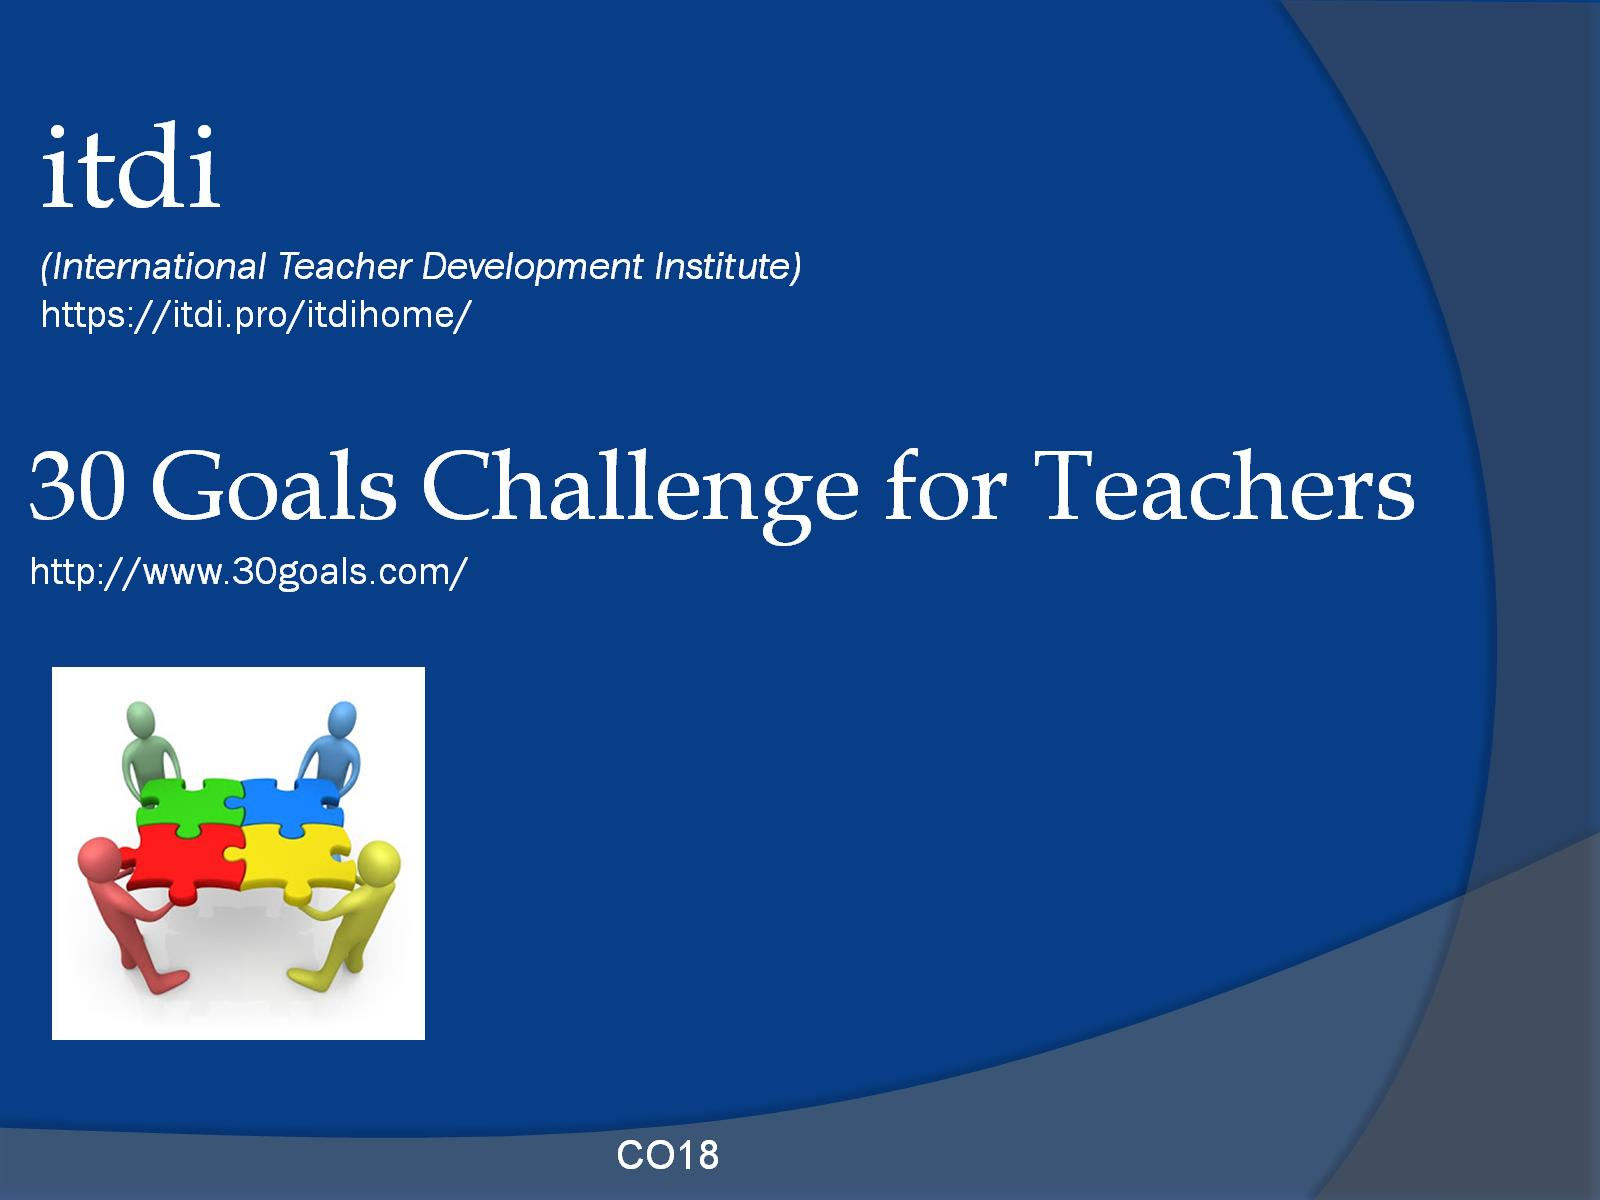 itdi
(International Teacher Development Institute)
https://itdi.pro/itdihome/
30 Goals Challenge for Teachers
http://www.30goals.com/
CO18